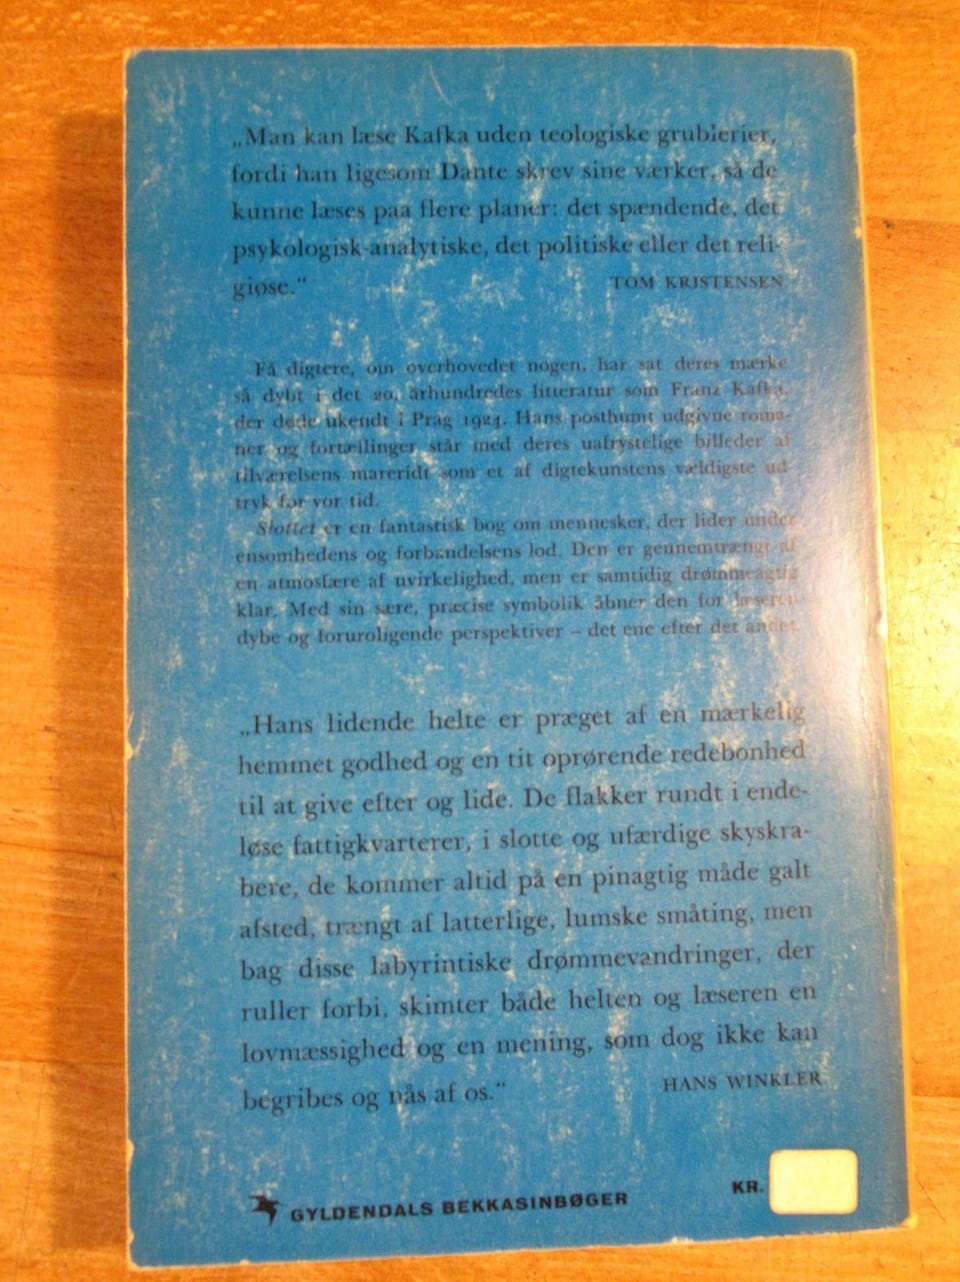 „Man kan læse Kafka uden teologiske grublerier,
fordi han ligesom Dante skrev sine værker, så de
kunne læses paa flere planer: det spændende, det
psykologisk-analytiske, det politiske eller det reli-
giøse.“ TOM KRISTENSEN
Få digtere, om overhovedet nogen, har sat deres mærke
så dybt i det 20. århundredes litteratur som Franz Kafka,
der døde ukendt i Prag 1924. Hans posthumt udgivne roma-
ner og fortællinger står med deres uafrystelige billeder af
tilværelsens mareridt som et af digtekunstens vældigste ud-
tryk for vor tid.
Slottet er en fantastisk bog om mennesker, der lider under
ensomhedens og forbandelsens lod. Den er gennemtrængt af
en atmosfære af uvirkelighed, men er samtidig drømmeagtig
klar. Med sin sære, præcise symbolik åbner den for læseren
dybe og foruroligende perspektiver – det ene efter det andet.
„Hans lidende helte er præget af en mærkelig
hemmet godhed og en tit oprørende redebonhed
til at give efter og lide. De flakker rundt i ende-
løse fattigkvarterer, i slotte og ufærdige skyskra-
bere, de kommer altid på en pinagtig måde galt
afsted, trængt af latterlige, lumske småting, men
bag disse labyrintiske drømmevandringer, der
ruller forbi, skimter både helten og læseren en
lovmæssighed og en mening, som dog ikke kan
begribes og nås af os.“ HANS WINKLER
GYLDENDALS BEKKASINBØGER KR.